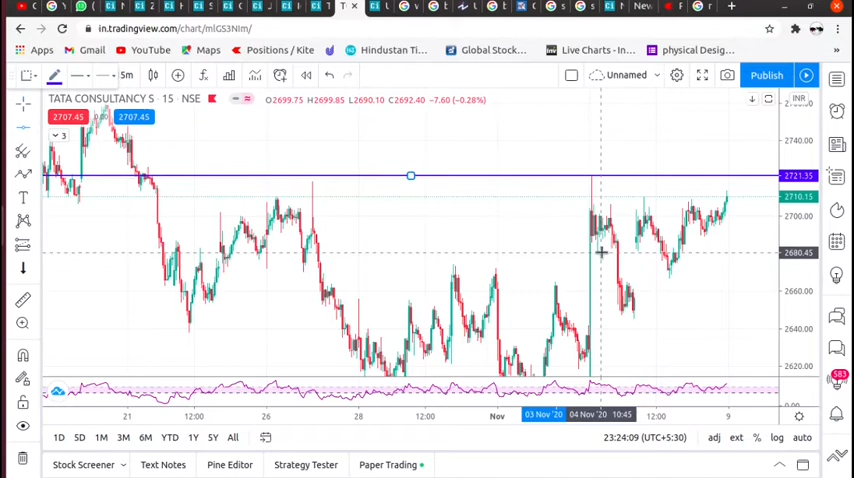 in.tradingview.com/chart/mlGS3NIm/
Apps Gmail YouTube Maps Positions / Kite Hindustan Tim... Global Stock... Live Charts - In... physical Desig...
5m Unnamed Publish
TATA CONSULTANCY S · 15 · NSE O2699.75 H2699.85 L2690.10 C2692.40 −7.60 (−0.28%) INR
2707.45 0.00 2707.45
3
2740.00
2721.35
2710.15
2700.00
2680.45
2660.00
2640.00
2620.00
0.00
21 12:00 26 28 12:00 Nov 03 Nov '20 04 Nov '20 10:45 12:00 9
583
1D 5D 1M 3M 6M YTD 1Y 5Y All 23:24:09 (UTC+5:30) adj ext % log auto
Stock Screener Text Notes Pine Editor Strategy Tester Paper Trading